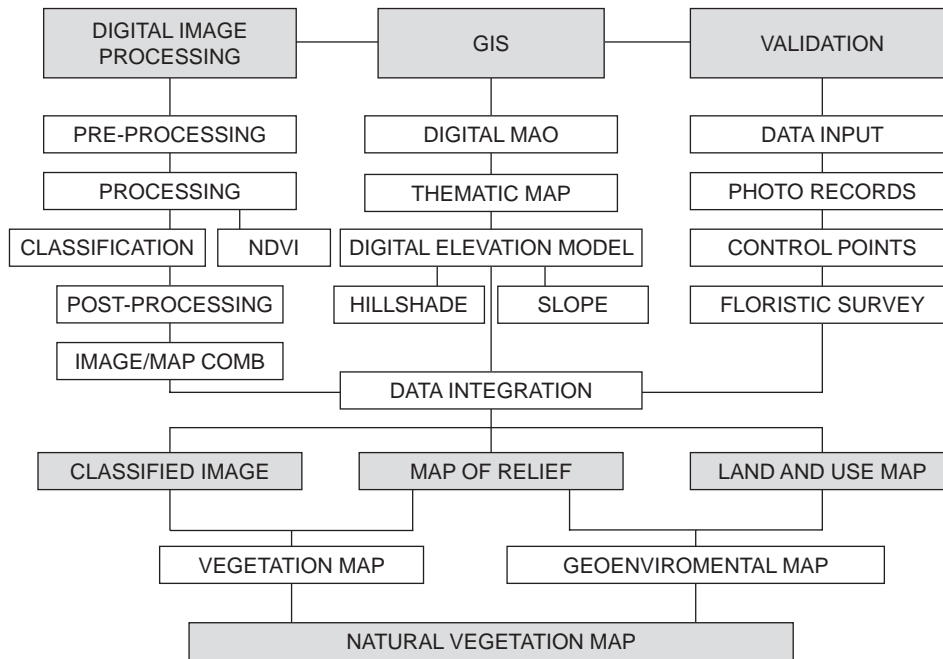 DIGITAL IMAGE
PROCESSING
GIS
VALIDATION
PRE-PROCESSING
DIGITAL MAO
DATA INPUT
PROCESSING
THEMATIC MAP
PHOTO RECORDS
CLASSIFICATION
NDVI
DIGITAL ELEVATION MODEL
CONTROL POINTS
POST-PROCESSING
HILLSHADE
SLOPE
FLORISTIC SURVEY
IMAGE/MAP COMB
DATA INTEGRATION
CLASSIFIED IMAGE
MAP OF RELIEF
LAND AND USE MAP
VEGETATION MAP
GEOENVIROMENTAL MAP
NATURAL VEGETATION MAP